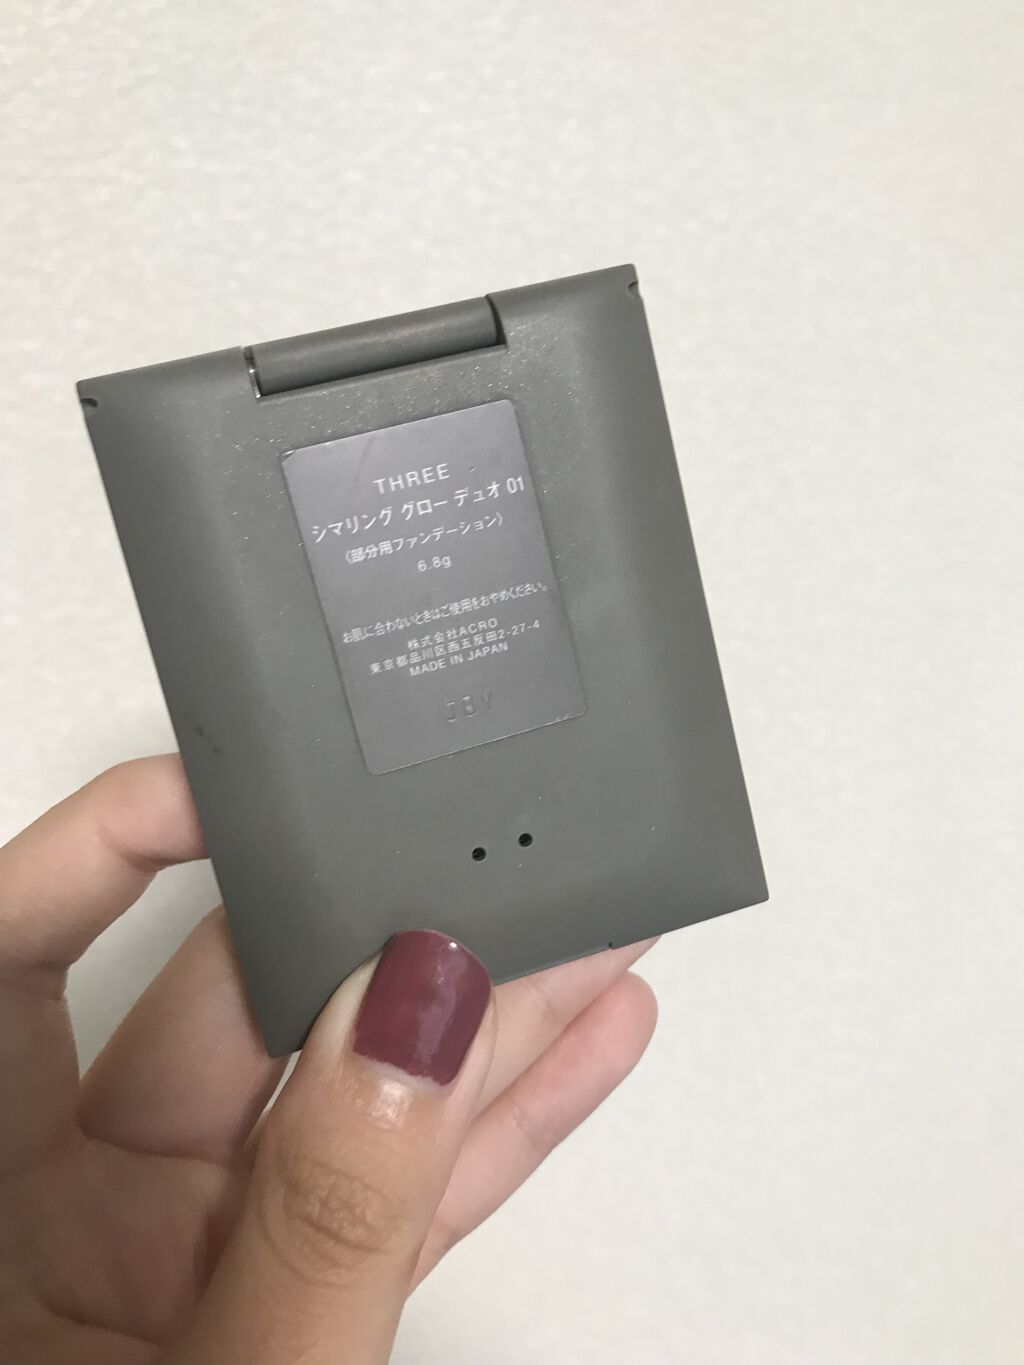 THREE
シマリング グロー デュオ 01
〈部分用ファンデーション〉
6.8g
お肌に合わないときはご使用をおやめください。
株式会社ACRO
東京都品川区西五反田2-27-4
MADE IN JAPAN